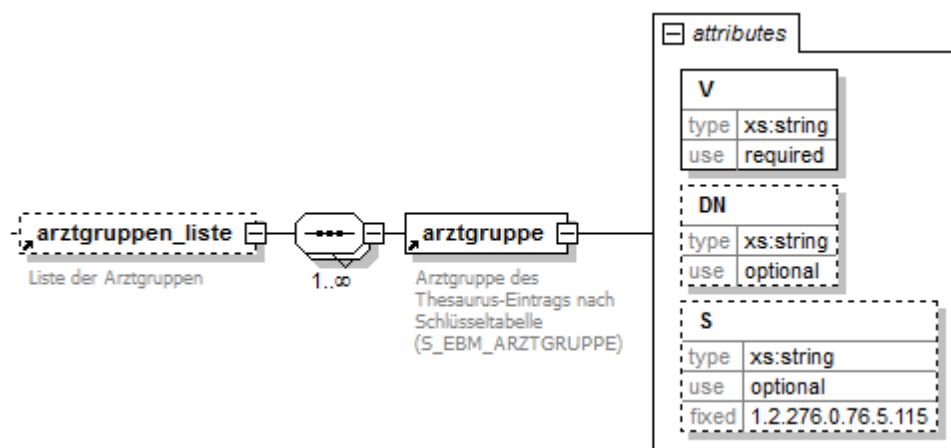 attributes
V
type xs:string
use required
DN
type xs:string
use optional
S
type xs:string
use optional
fixed 1.2.276.0.76.5.115
arztgruppen_liste
Liste der Arztgruppen
1..∞
arztgruppe
Arztgruppe des
Thesaurus-Eintrags nach
Schlüsseltabelle
(S_EBM_ARZTGRUPPE)